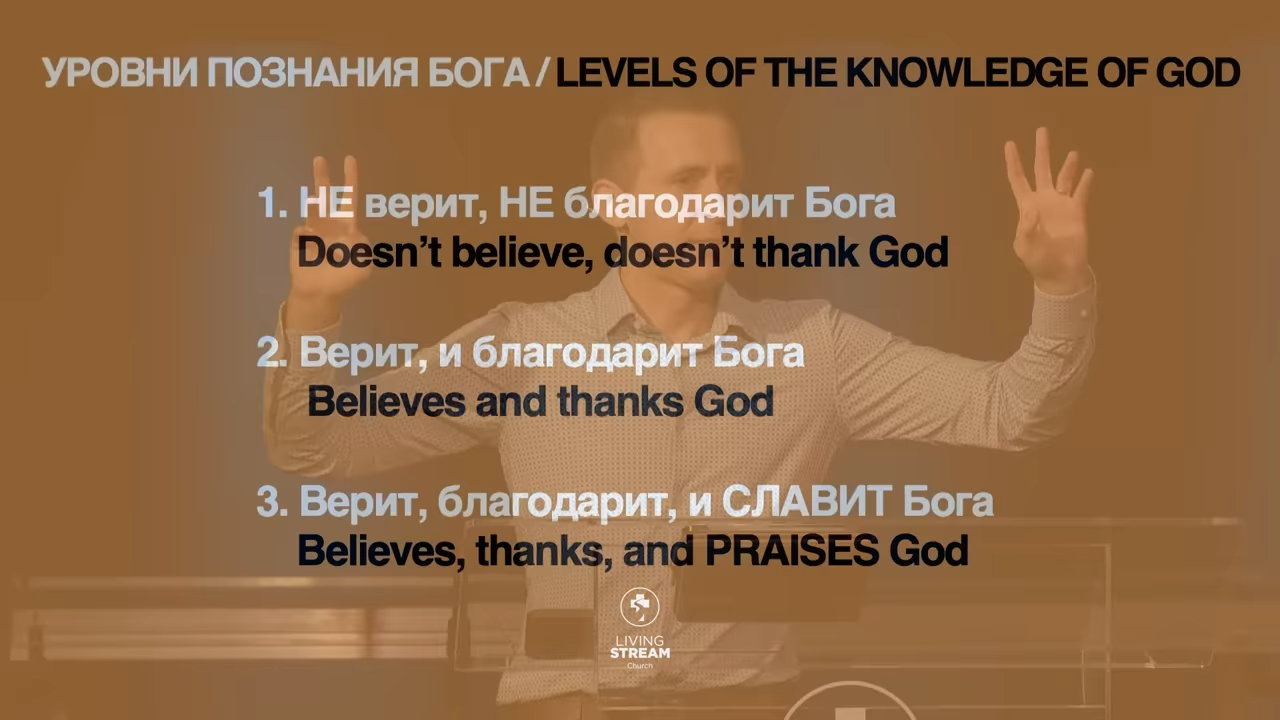 УРОВНИ ПОЗНАНИЯ БОГА / LEVELS OF THE KNOWLEDGE OF GOD
1. НЕ верит, НЕ благодарит Бога
Doesn’t believe, doesn’t thank God
2. Верит, и благодарит Бога
Believes and thanks God
3. Верит, благодарит, и СЛАВИТ Бога
Believes, thanks, and PRAISES God
LIVING
STREAM
Church